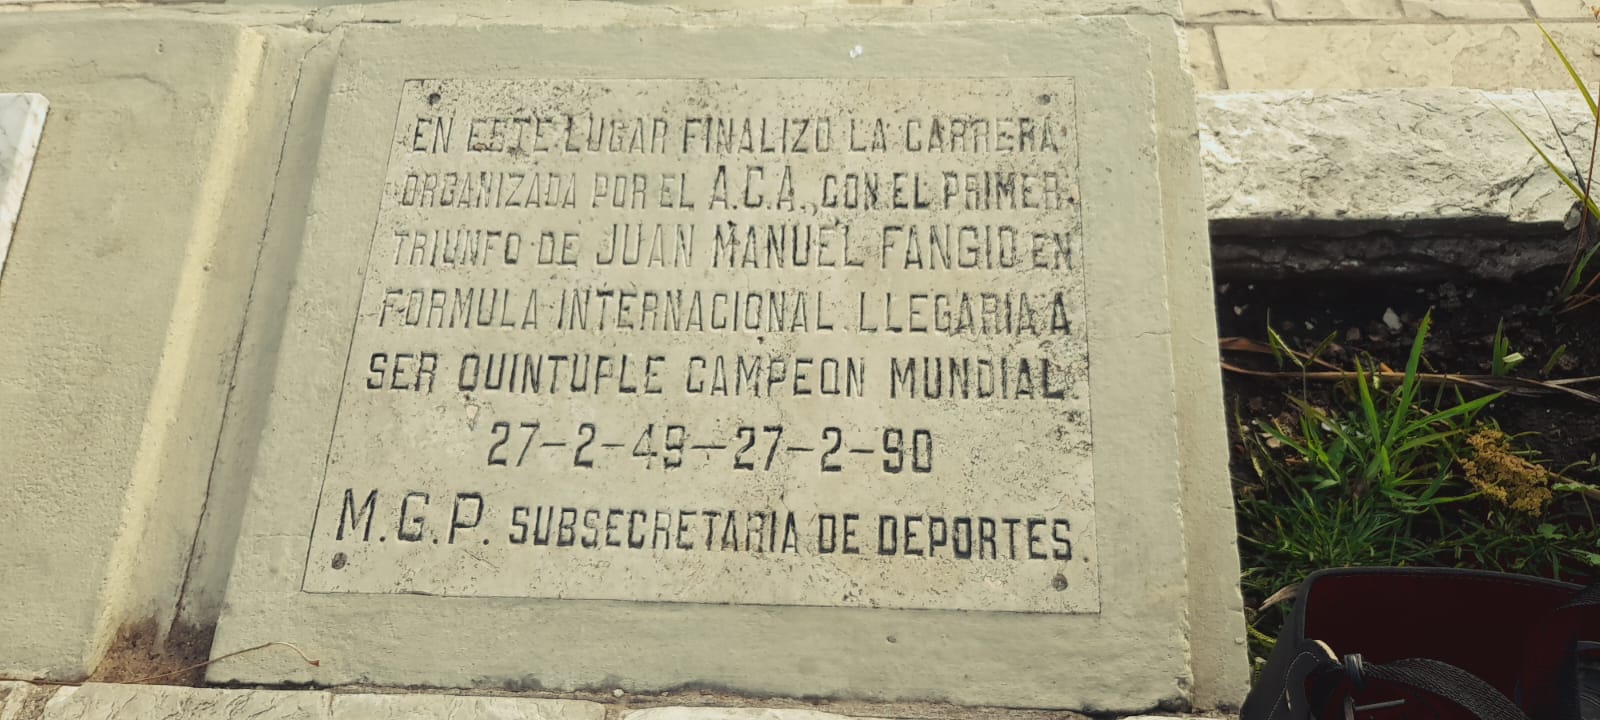 EN ESTE LUGAR FINALIZO LA CARRERA
ORGANIZADA POR EL A.C.A., CON EL PRIMER
TRIUNFO DE JUAN MANUEL FANGIO EN
FORMULA INTERNACIONAL. LLEGARIA A
SER QUINTUPLE CAMPEON MUNDIAL.
27-2-49-27-2-90
M.G.P. SUBSECRETARIA DE DEPORTES.